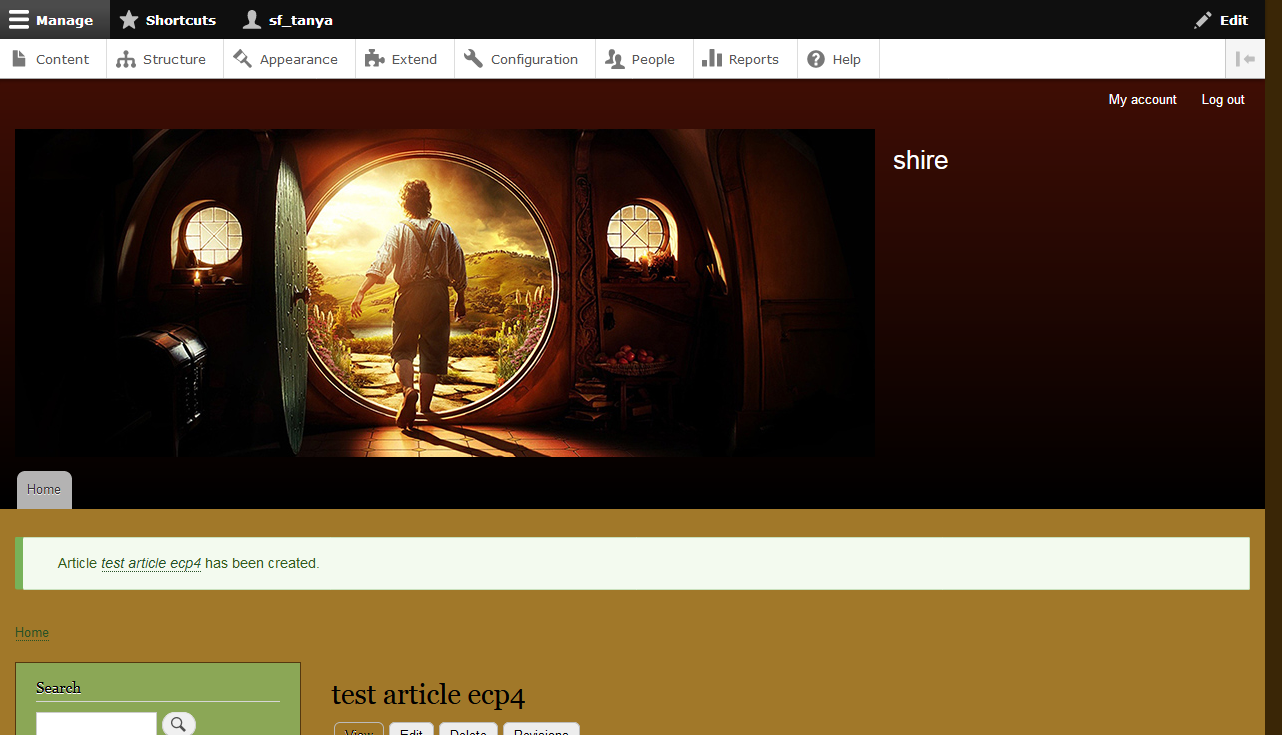 Manage Shortcuts sf_tanya Edit
Content Structure Appearance Extend Configuration People Reports Help
My account Log out
shire
Home
Article test article ecp4 has been created.
Home
Search
test article ecp4
View Edit Delete Revisions